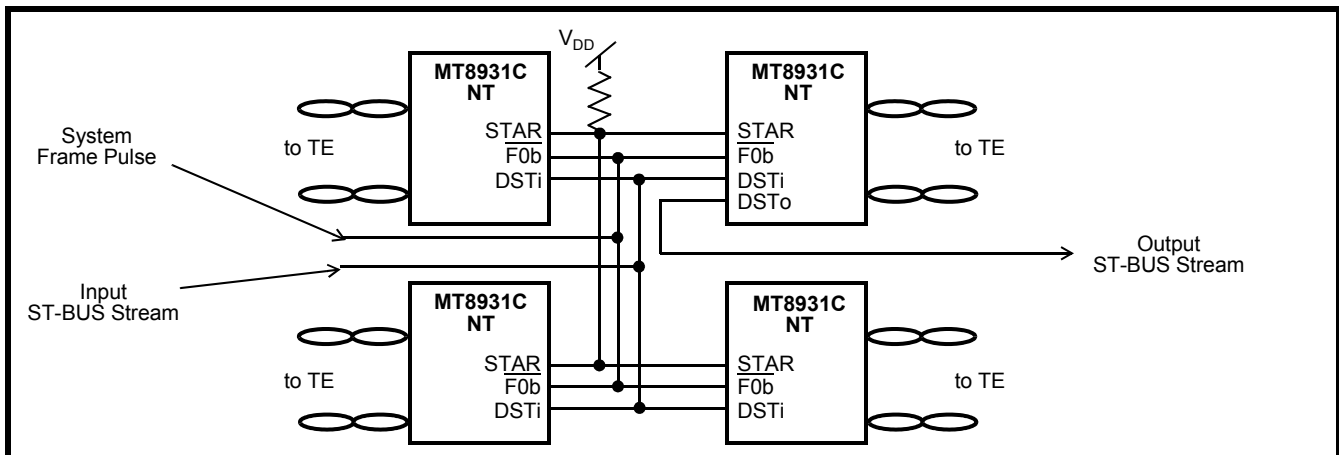 V_DD
MT8931C
NT
STAR
F0b
DSTi
to TE
MT8931C
NT
STAR
F0b
DSTi
DSTo
to TE
System
Frame Pulse
Input
ST-BUS Stream
Output
ST-BUS Stream
MT8931C
NT
STAR
F0b
DSTi
to TE
MT8931C
NT
STAR
F0b
DSTi
to TE